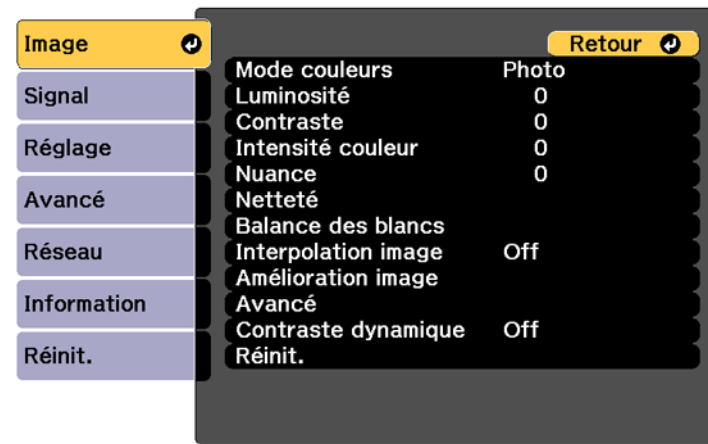 Image
Signal
Réglage
Avancé
Réseau
Information
Réinit.
Retour
Mode couleurs Photo
Luminosité 0
Contraste 0
Intensité couleur 0
Nuance 0
Netteté
Balance des blancs
Interpolation image Off
Amélioration image
Avancé
Contraste dynamique Off
Réinit.